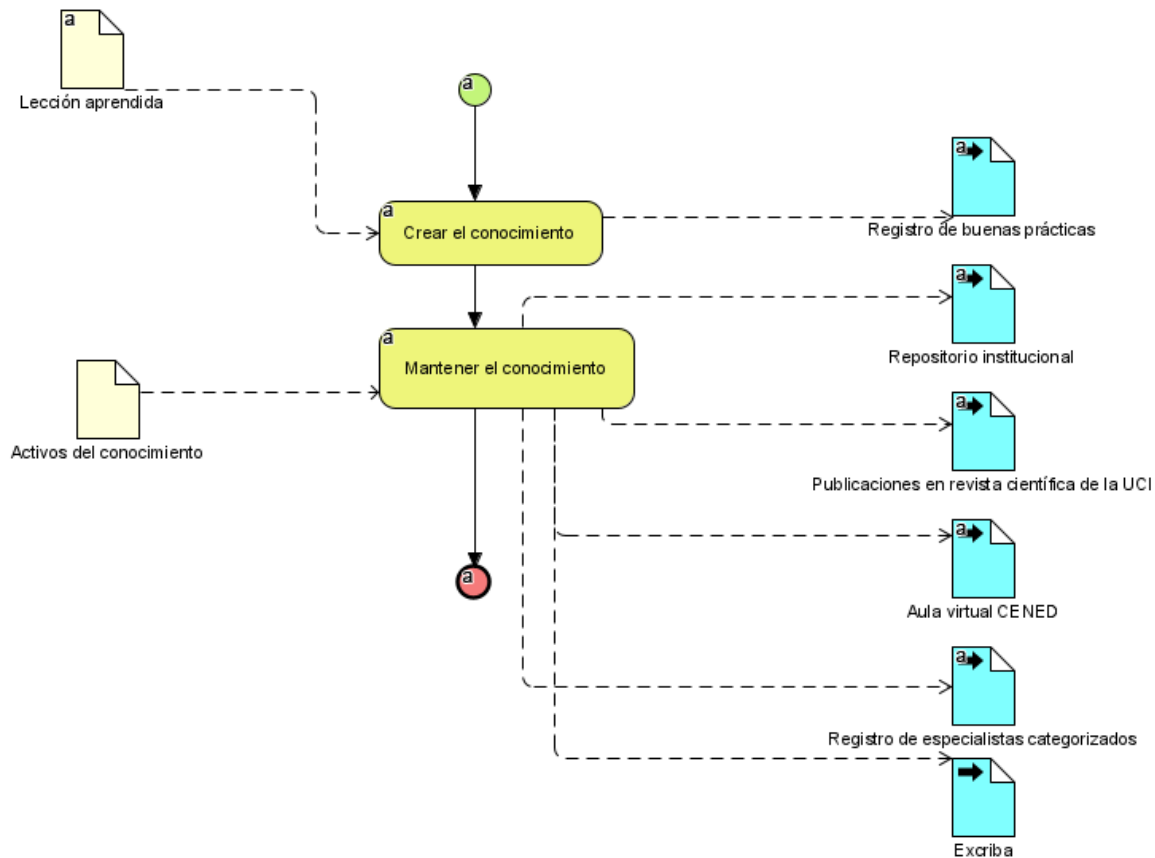 a
Lección aprendida
a
a
Crear el conocimiento
a
Registro de buenas prácticas
a
Mantener el conocimiento
a
Repositorio institucional
Activos del conocimiento
a
Publicaciones en revista científica de la UCI
a
a
Aula virtual CENED
a
Registro de especialistas categorizados
Excriba